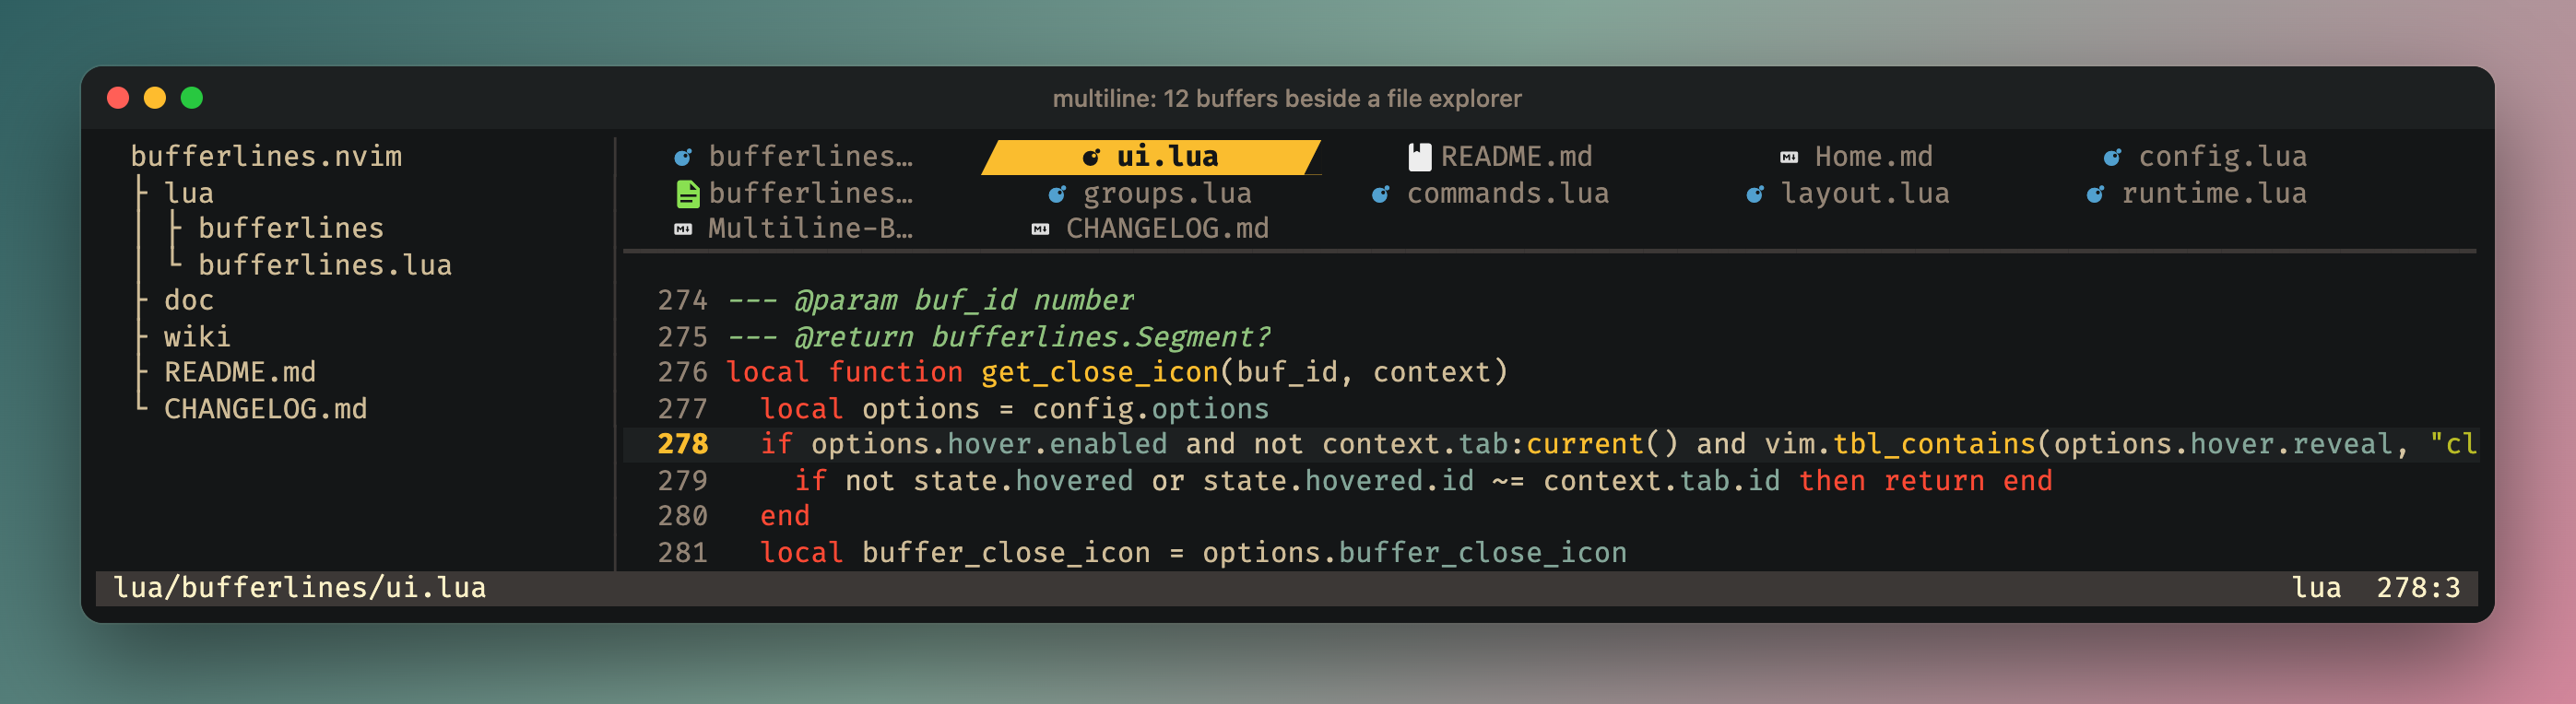 multiline: 12 buffers beside a file explorer
bufferlines.nvim
lua
bufferlines
bufferlines.lua
doc
wiki
README.md
CHANGELOG.md
bufferlines… ui.lua README.md Home.md config.lua
bufferlines… groups.lua commands.lua layout.lua runtime.lua
Multiline-B… CHANGELOG.md
274 --- @param buf_id number
275 --- @return bufferlines.Segment?
276 local function get_close_icon(buf_id, context)
277 local options = config.options
278 if options.hover.enabled and not context.tab:current() and vim.tbl_contains(options.hover.reveal, "cl
279 if not state.hovered or state.hovered.id ~= context.tab.id then return end
280 end
281 local buffer_close_icon = options.buffer_close_icon
lua/bufferlines/ui.lua lua 278:3